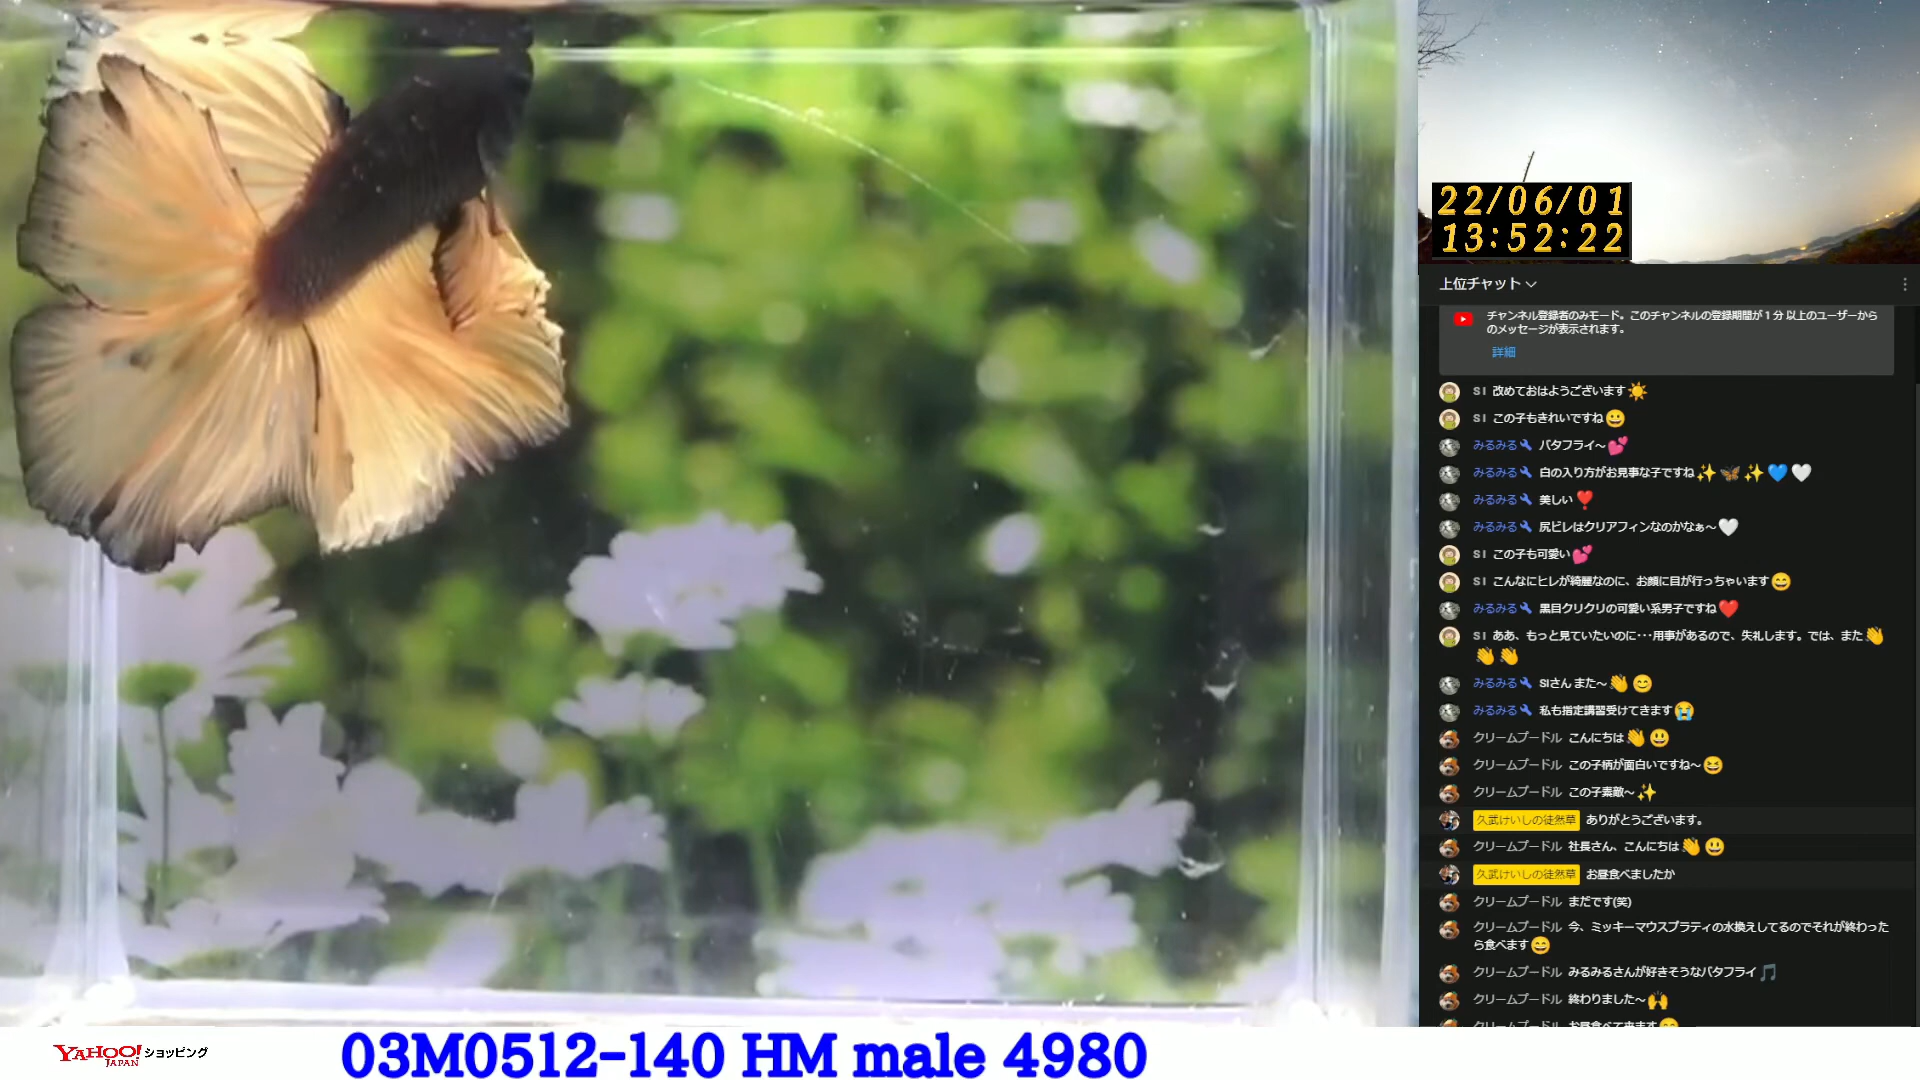 22/06/01
13:52:22
上位チャット
チャンネル登録者のみモード。このチャンネルの登録期間が 1 分 以上のユーザーから
のメッセージが表示されます。
詳細
S I 改めておはようございます☀️
S I この子もきれいですね😀
みるみる バタフライ～💕
みるみる 白の入り方がお見事な子ですね✨🦋✨💙🤍
みるみる 美しい❣️
みるみる 尻ビレはクリアフィンなのかなぁ～🤍
S I この子も可愛い💕
S I こんなにヒレが綺麗なのに、お顔に目が行っちゃいます😄
みるみる 黒目クリクリの可愛い系男子ですね❤️
S I ああ、もっと見ていたいのに･･･用事があるので、失礼します。では、また👋
👋👋
みるみる SIさん また～👋😊
みるみる 私も指定講習受けてきます😭
クリームプードル こんにちは👋😃
クリームプードル この子柄が面白いですね～😆
クリームプードル この子素敵～✨
久武けいしの徒然草 ありがとうございます。
クリームプードル 社長さん、こんにちは👋😃
久武けいしの徒然草 お昼食べましたか
クリームプードル まだです(笑)
クリームプードル 今、ミッキーマウスプラティの水換えしてるのでそれが終わった
ら食べます😄
クリームプードル みるみるさんが好きそうなバタフライ🎵
クリームプードル 終わりました～🙌
クリームプードル お昼食べて来ます😄
YAHOO! JAPAN ショッピング
03M0512-140 HM male 4980